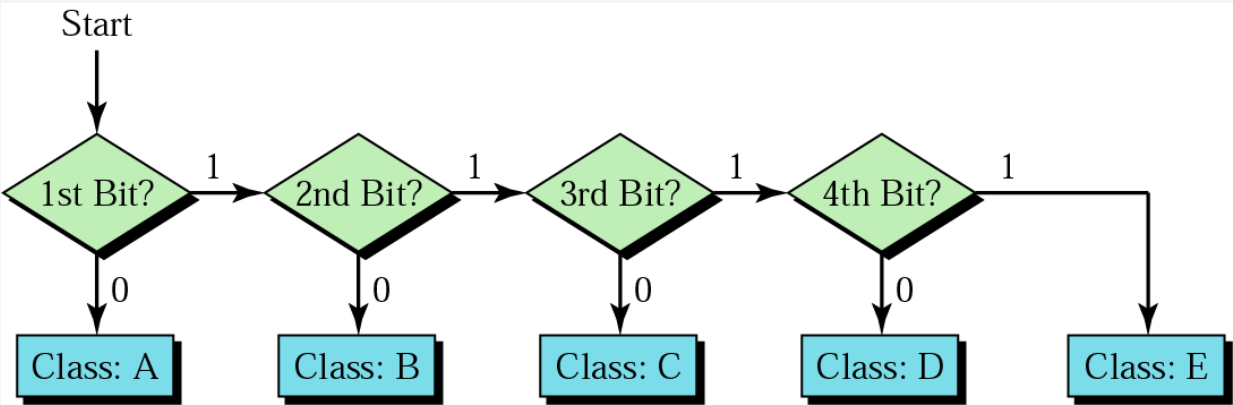 Start
1st Bit?
1
2nd Bit?
1
3rd Bit?
1
4th Bit?
1
0
0
0
0
Class: A
Class: B
Class: C
Class: D
Class: E